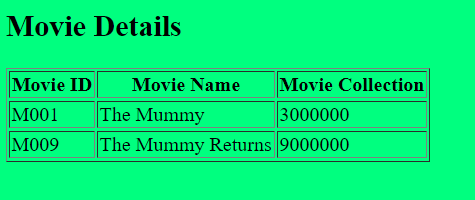 Movie Details
Movie ID Movie Name Movie Collection
M001 The Mummy 3000000
M009 The Mummy Returns 9000000